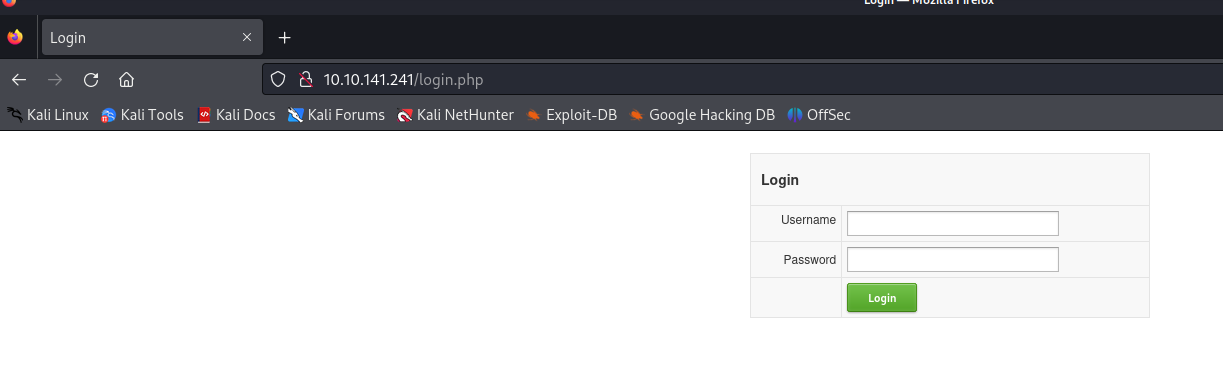 Login — Mozilla Firefox
Login
10.10.141.241/login.php
Kali Linux Kali Tools Kali Docs Kali Forums Kali NetHunter Exploit-DB Google Hacking DB OffSec
Login
Username
Password
Login